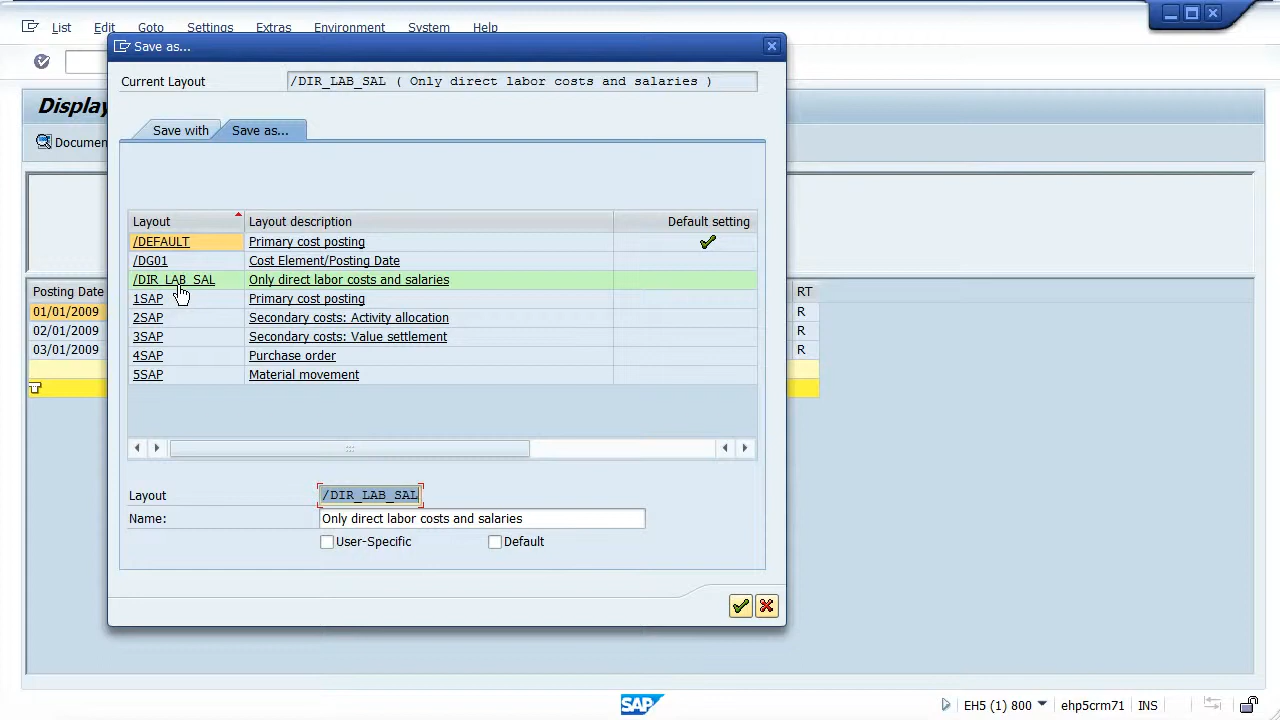 List Edit Goto Settings Extras Environment System Help
Save as...
Current Layout /DIR_LAB_SAL ( Only direct labor costs and salaries )
Display
Save with Save as...
Documen
Layout Layout description Default setting
/DEFAULT Primary cost posting
/DG01 Cost Element/Posting Date
/DIR_LAB_SAL Only direct labor costs and salaries
1SAP Primary cost posting
2SAP Secondary costs: Activity allocation
3SAP Secondary costs: Value settlement
4SAP Purchase order
5SAP Material movement
Posting Date RT
01/01/2009 R
02/01/2009 R
03/01/2009 R
Layout /DIR_LAB_SAL
Name: Only direct labor costs and salaries
User-Specific Default
SAP EH5 (1) 800 ehp5crm71 INS